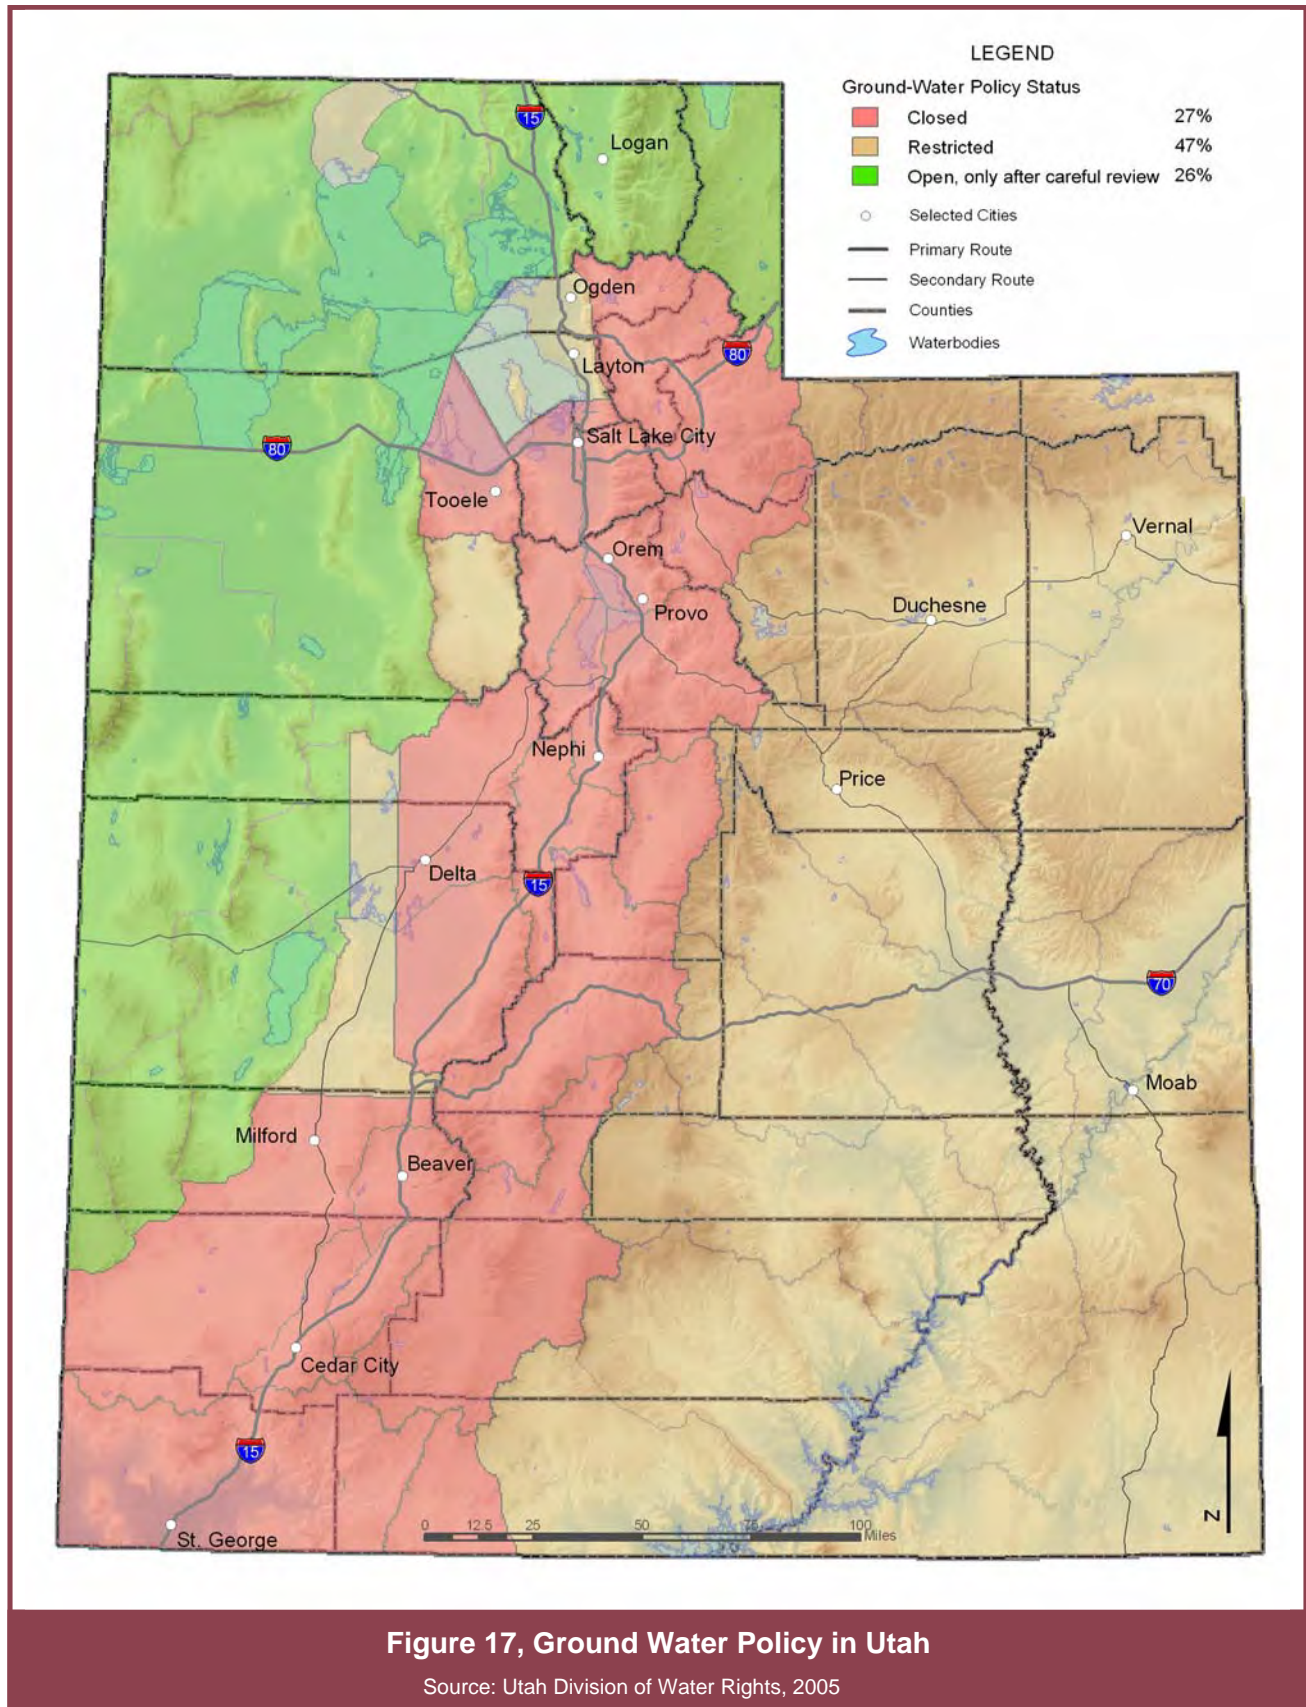 LEGEND
Ground-Water Policy Status
Closed 27%
Restricted 47%
Open, only after careful review 26%
Selected Cities
Primary Route
Secondary Route
Counties
Waterbodies
15
Logan
Ogden
80
Layton
80
Salt Lake City
Tooele
Vernal
Orem
Duchesne
Provo
Nephi
Price
Delta
15
70
Moab
Milford
Beaver
Cedar City
15
St. George
0 12.5 25 50 75 100
Miles
N
Figure 17, Ground Water Policy in Utah
Source: Utah Division of Water Rights, 2005